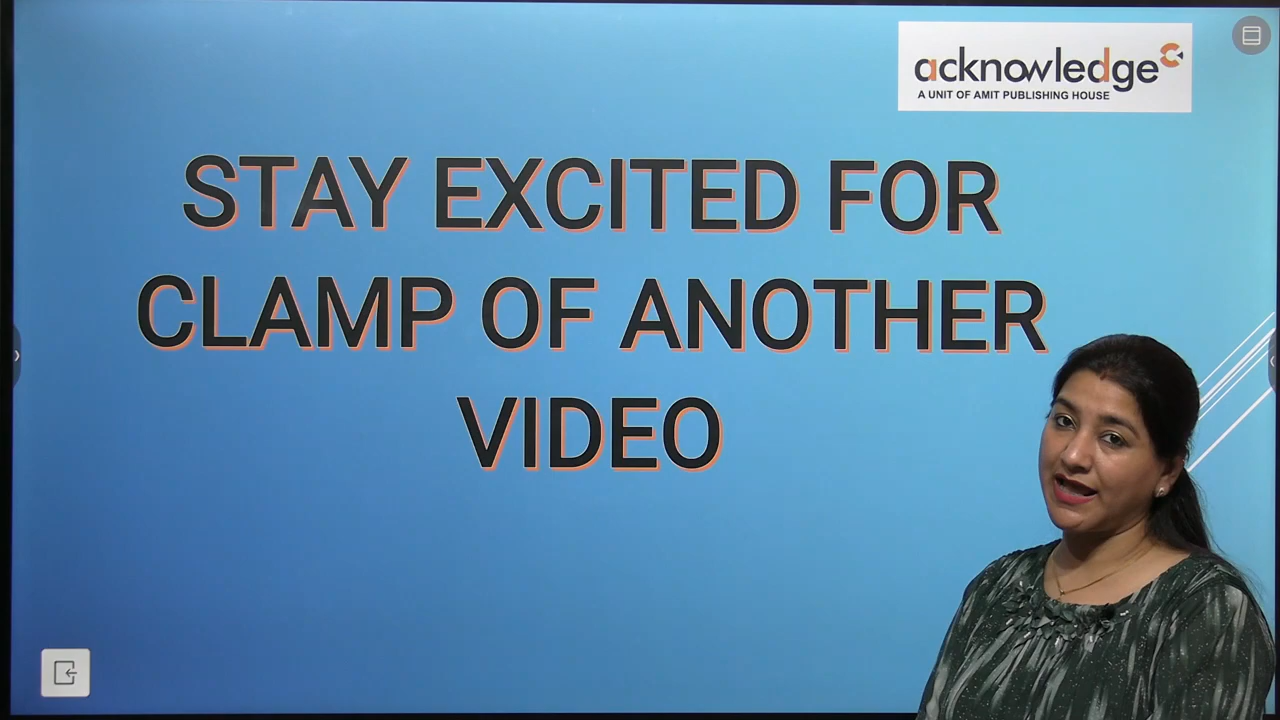 acknowledge
A UNIT OF AMIT PUBLISHING HOUSE
STAY EXCITED FOR
CLAMP OF ANOTHER
VIDEO